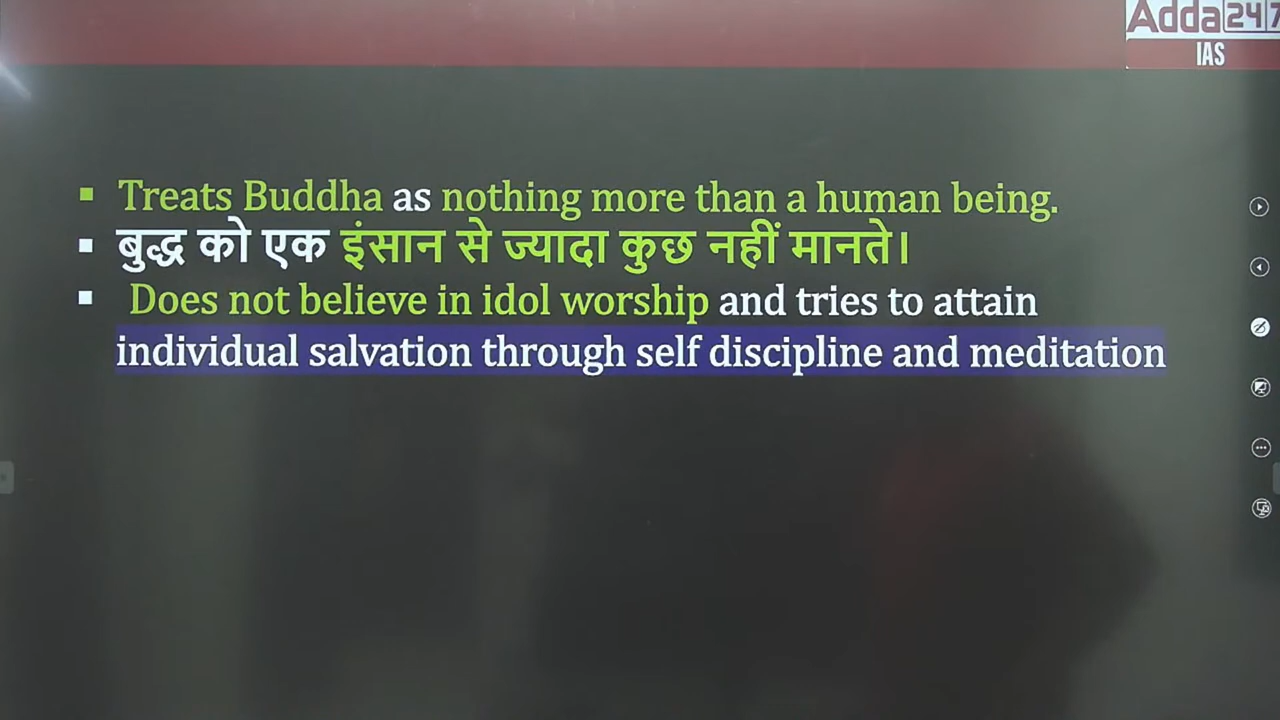 Adda247
IAS
Treats Buddha as nothing more than a human being.
बुद्ध को एक इंसान से ज्यादा कुछ नहीं मानते।
Does not believe in idol worship and tries to attain
individual salvation through self discipline and meditation